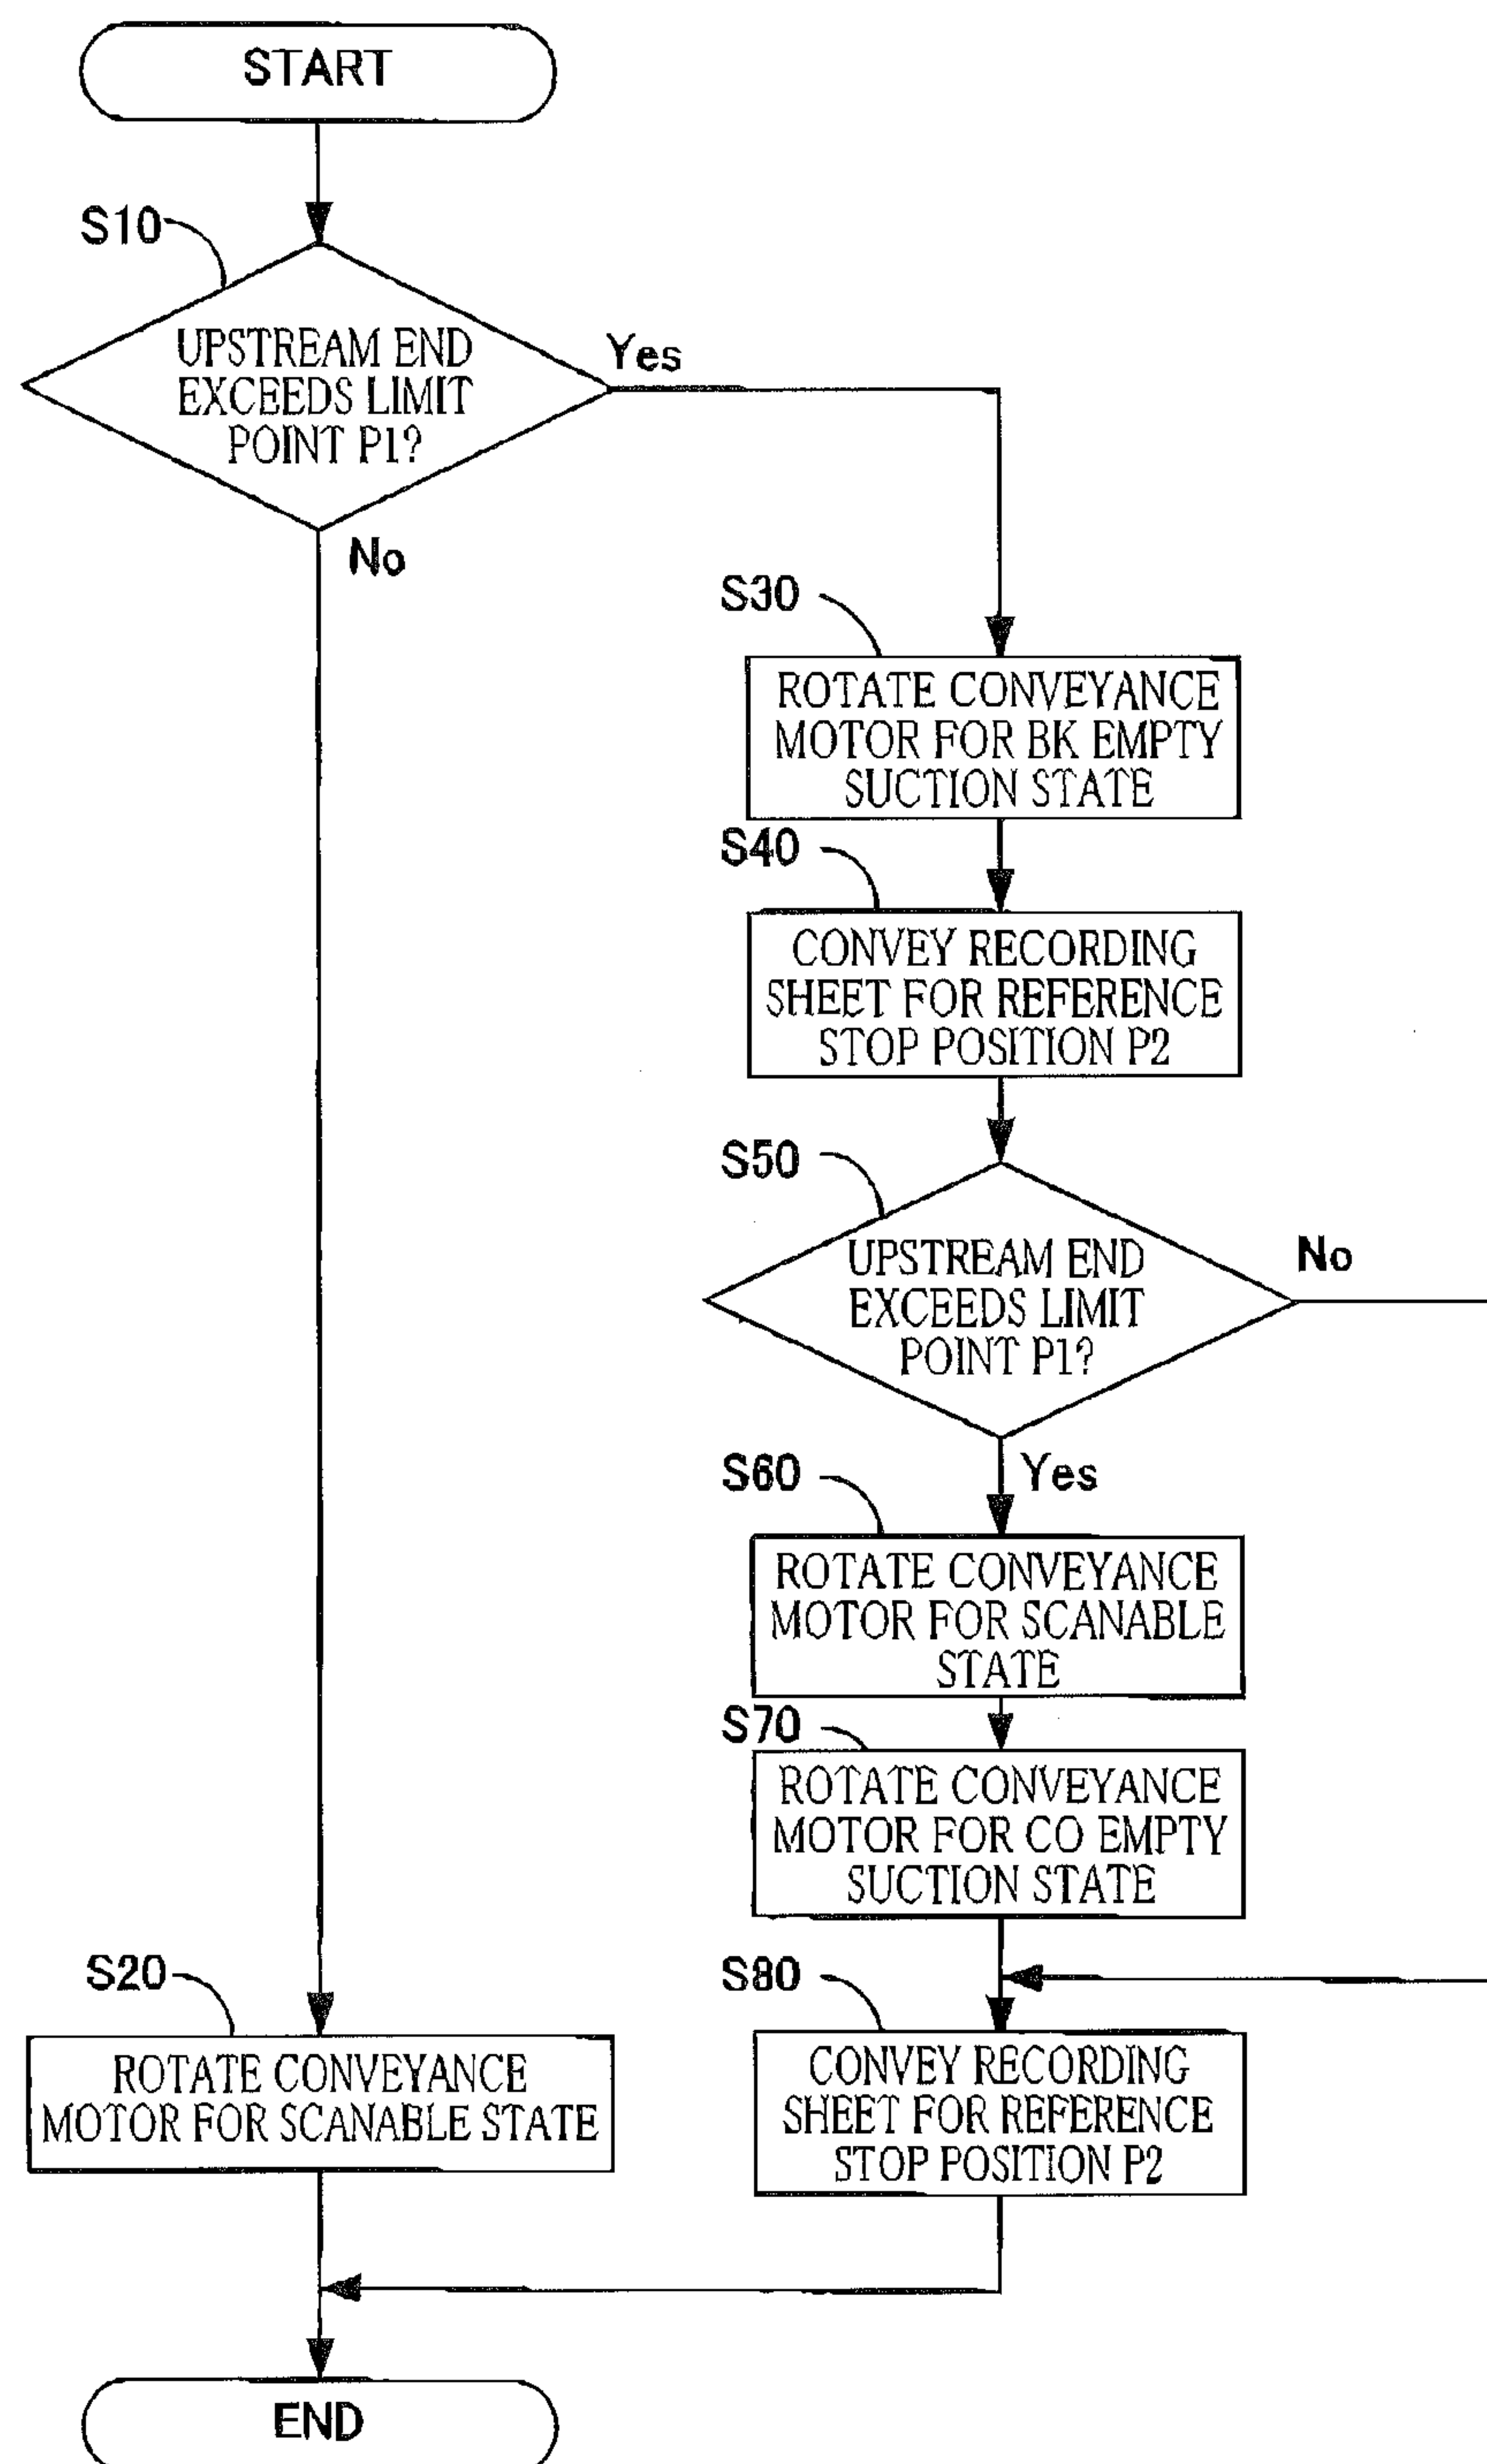 START
S10
UPSTREAM END
EXCEEDS LIMIT
POINT P1?
Yes
No
S30
ROTATE CONVEYANCE
MOTOR FOR BK EMPTY
SUCTION STATE
S40
CONVEY RECORDING
SHEET FOR REFERENCE
STOP POSITION P2
S50
UPSTREAM END
EXCEEDS LIMIT
POINT P1?
No
Yes
S60
ROTATE CONVEYANCE
MOTOR FOR SCANABLE
STATE
S70
ROTATE CONVEYANCE
MOTOR FOR CO EMPTY
SUCTION STATE
S20
ROTATE CONVEYANCE
MOTOR FOR SCANABLE STATE
S80
CONVEY RECORDING
SHEET FOR REFERENCE
STOP POSITION P2
END